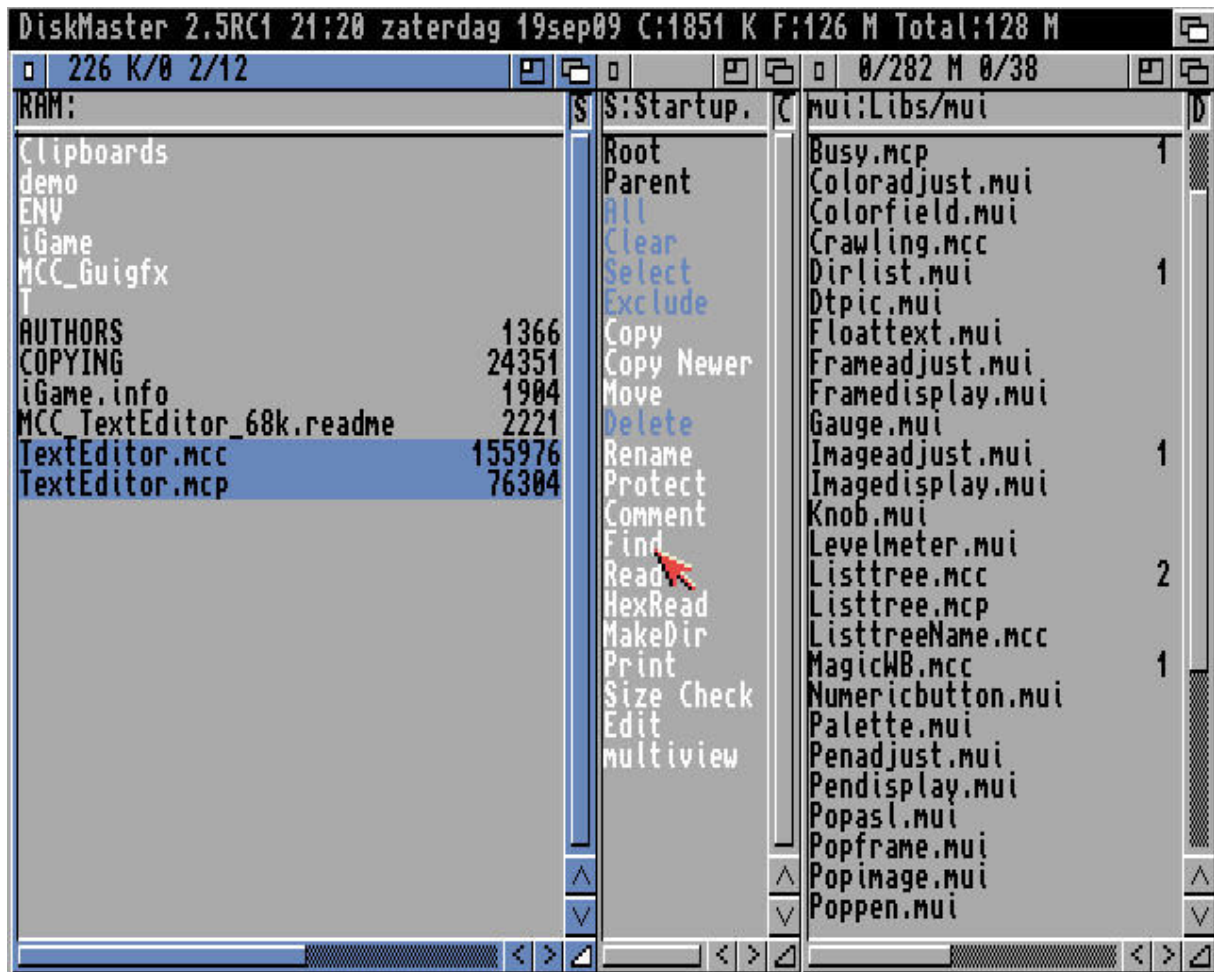 DiskMaster 2.5RC1 21:20 zaterdag 19sep09 C:1851 K F:126 M Total:128 M
226 K/0 2/12
RAM: S
Clipboards
demo
ENV
iGame
MCC_Guigfx
T
AUTHORS 1366
COPYING 24351
iGame.info 1904
MCC_TextEditor_68k.readme 2221
TextEditor.mcc 155976
TextEditor.mcp 76304
S:Startup. C
Root
Parent
All
Clear
Select
Exclude
Copy
Copy Newer
Move
Delete
Rename
Protect
Comment
Find
Read
HexRead
MakeDir
Print
Size Check
Edit
multiview
0/282 M 0/38
mui:Libs/mui D
Busy.mcp 1
Coloradjust.mui
Colorfield.mui
Crawling.mcc
Dirlist.mui 1
Dtpic.mui
Floattext.mui
Frameadjust.mui
Framedisplay.mui
Gauge.mui
Imageadjust.mui 1
Imagedisplay.mui
Knob.mui
Levelmeter.mui
Listtree.mcc 2
Listtree.mcp
ListtreeName.mcc
MagicWB.mcc 1
Numericbutton.mui
Palette.mui
Penadjust.mui
Pendisplay.mui
Popasl.mui
Popframe.mui
Popimage.mui
Poppen.mui